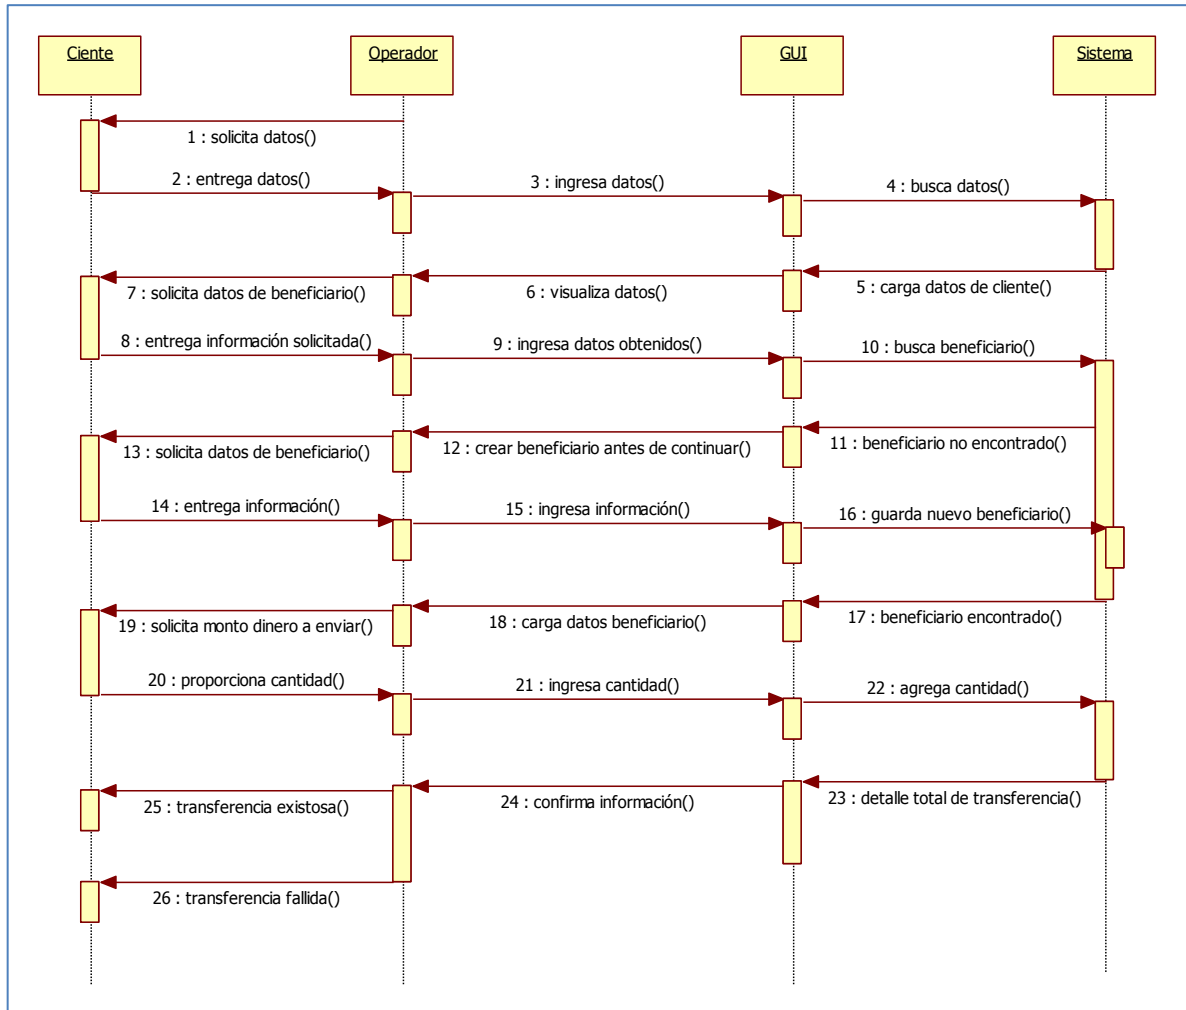 Ciente
Operador
GUI
Sistema
1 : solicita datos()
2 : entrega datos()
3 : ingresa datos()
4 : busca datos()
5 : carga datos de cliente()
6 : visualiza datos()
7 : solicita datos de beneficiario()
8 : entrega información solicitada()
9 : ingresa datos obtenidos()
10 : busca beneficiario()
11 : beneficiario no encontrado()
12 : crear beneficiario antes de continuar()
13 : solicita datos de beneficiario()
14 : entrega información()
15 : ingresa información()
16 : guarda nuevo beneficiario()
17 : beneficiario encontrado()
18 : carga datos beneficiario()
19 : solicita monto dinero a enviar()
20 : proporciona cantidad()
21 : ingresa cantidad()
22 : agrega cantidad()
23 : detalle total de transferencia()
24 : confirma información()
25 : transferencia existosa()
26 : transferencia fallida()